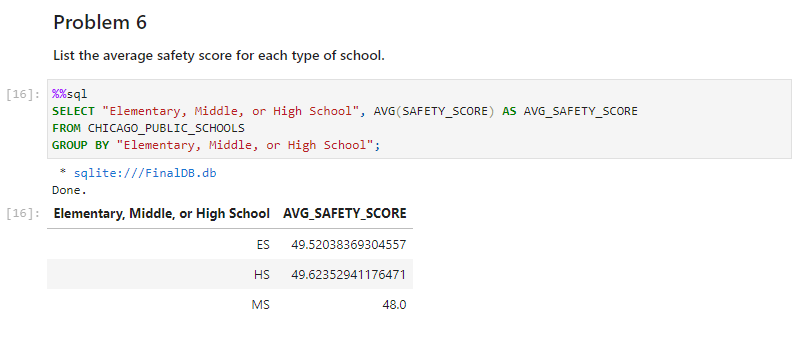 Problem 6
List the average safety score for each type of school.
[16]: %%sql
SELECT "Elementary, Middle, or High School", AVG(SAFETY_SCORE) AS AVG_SAFETY_SCORE
FROM CHICAGO_PUBLIC_SCHOOLS
GROUP BY "Elementary, Middle, or High School";
* sqlite:///FinalDB.db
Done.
[16]: Elementary, Middle, or High School AVG_SAFETY_SCORE
ES 49.52038369304557
HS 49.62352941176471
MS 48.0